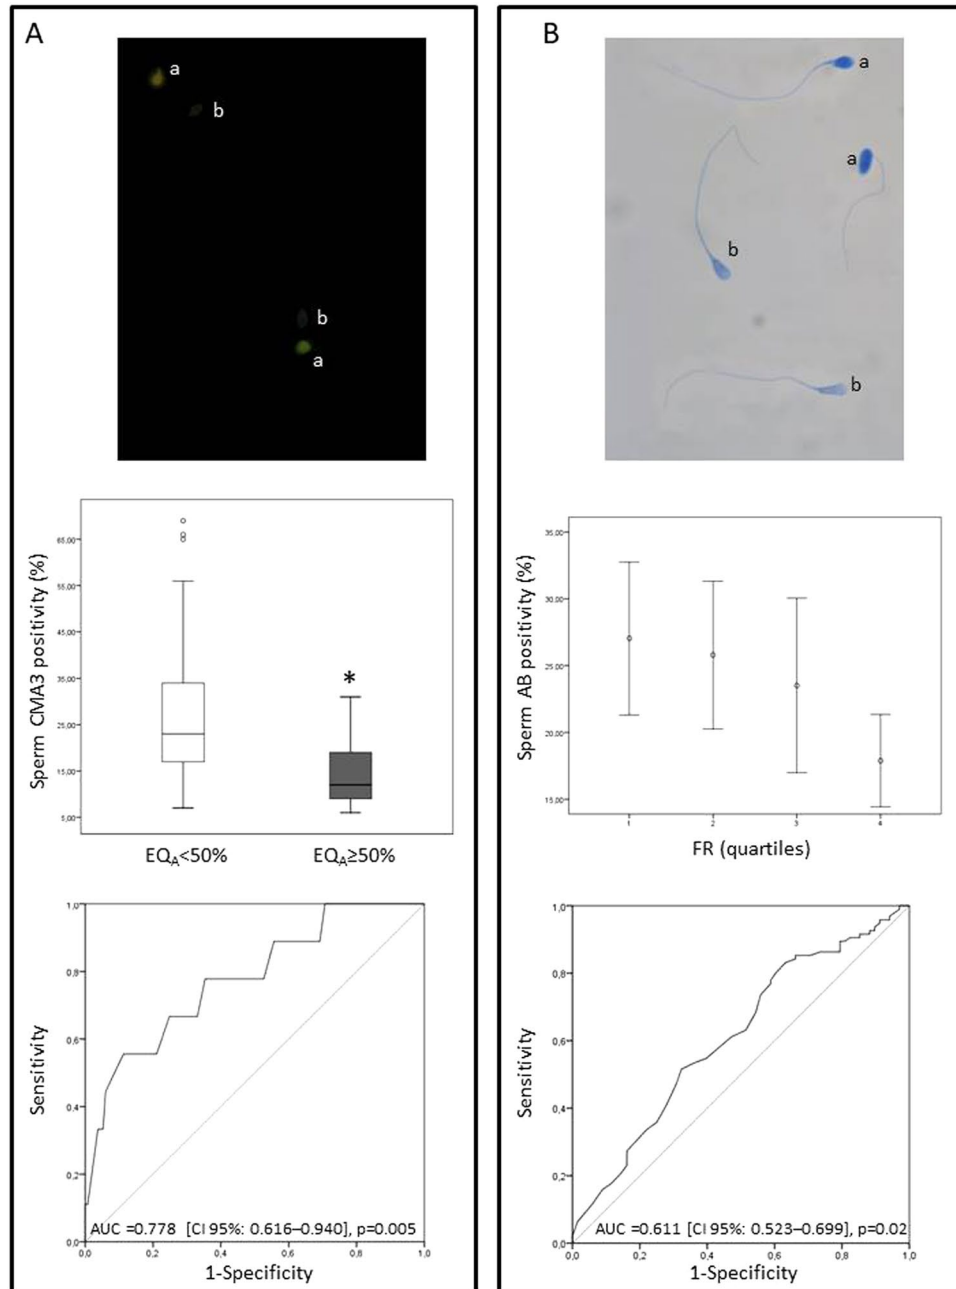 A
a
b
b
a
Sperm CMA3 positivity (%)
65,00
55,00
45,00
35,00
25,00
15,00
5,00
*
EQA<50%
EQA≥50%
Sensitivity
1,0
0,8
0,6
0,4
0,2
0,0
AUC =0.778 [CI 95%: 0.616–0.940], p=0.005
0,0 0,2 0,4 0,6 0,8 1,0
1-Specificity
B
a
a
b
b
Sperm AB positivity (%)
35,00
30,00
25,00
20,00
15,00
1 2 3 4
FR (quartiles)
Sensitivity
1,0
0,8
0,6
0,4
0,2
0,0
AUC =0.611 [CI 95%: 0.523–0.699], p=0.02
0,0 0,2 0,4 0,6 0,8 1,0
1-Specificity